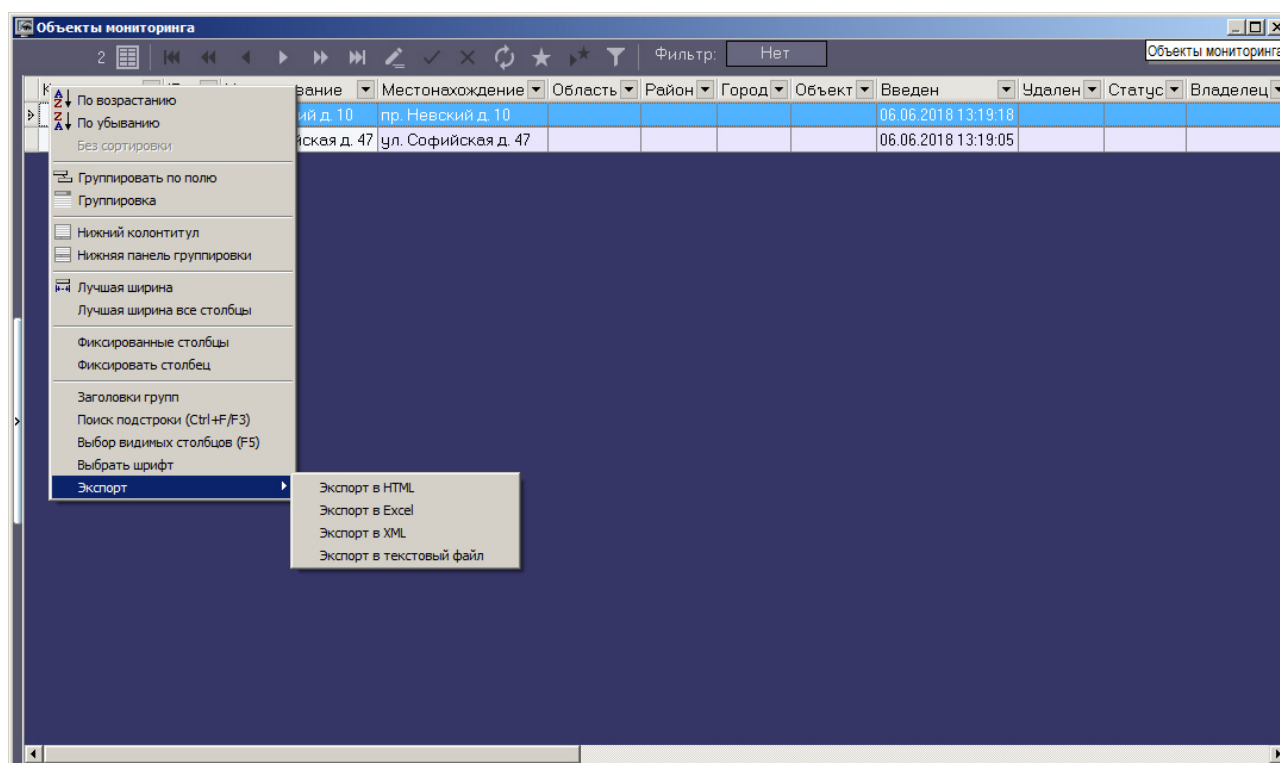 Объекты мониторинга
2 Фильтр: Нет
Объекты мониторинга
вание Местонахождение Область Район Город Объект Введен Удален Статус Владелец
ий д. 10 пр. Невский д. 10 06.06.2018 13:19:18
йская д. 47 ул. Софийская д. 47 06.06.2018 13:19:05
По возрастанию
По убыванию
Без сортировки
Группировать по полю
Группировка
Нижний колонтитул
Нижняя панель группировки
Лучшая ширина
Лучшая ширина все столбцы
Фиксированные столбцы
Фиксировать столбец
Заголовки групп
Поиск подстроки (Ctrl+F/F3)
Выбор видимых столбцов (F5)
Выбрать шрифт
Экспорт
Экспорт в HTML
Экспорт в Excel
Экспорт в XML
Экспорт в текстовый файл